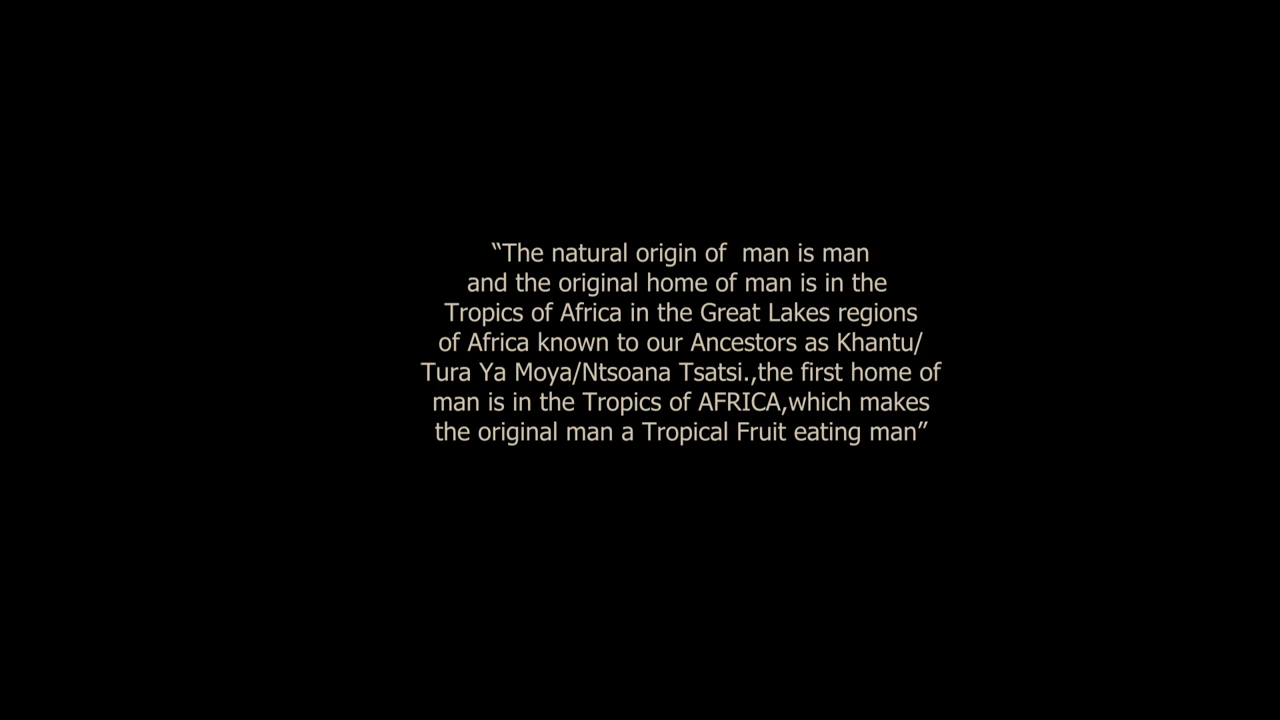 “The natural origin of  man is man
and the original home of man is in the
Tropics of Africa in the Great Lakes regions
of Africa known to our Ancestors as Khantu/
Tura Ya Moya/Ntsoana Tsatsi.,the first home of
man is in the Tropics of AFRICA,which makes
the original man a Tropical Fruit eating man”